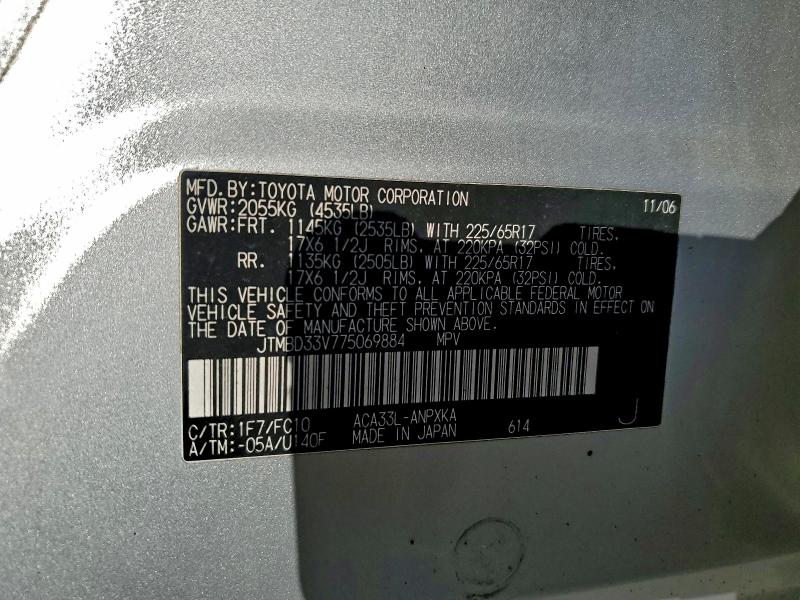 MFD. BY: TOYOTA MOTOR CORPORATION 11/06
GVWR: 2055KG (4535LB)
GAWR: FRT. 1145KG (2535LB) WITH 225/65R17 TIRES,
17X6 1/2J RIMS, AT 220KPA (32PSI) COLD.
RR. 1135KG (2505LB) WITH 225/65R17 TIRES,
17X6 1/2J RIMS, AT 220KPA (32PSI) COLD.
THIS VEHICLE CONFORMS TO ALL APPLICABLE FEDERAL MOTOR
VEHICLE SAFETY AND THEFT PREVENTION STANDARDS IN EFFECT ON
THE DATE OF MANUFACTURE SHOWN ABOVE.
JTMBD33V775069884 MPV
C/TR: 1F7/FC10 ACA33L-ANPXKA J
A/TM: -05A/U140F MADE IN JAPAN 614